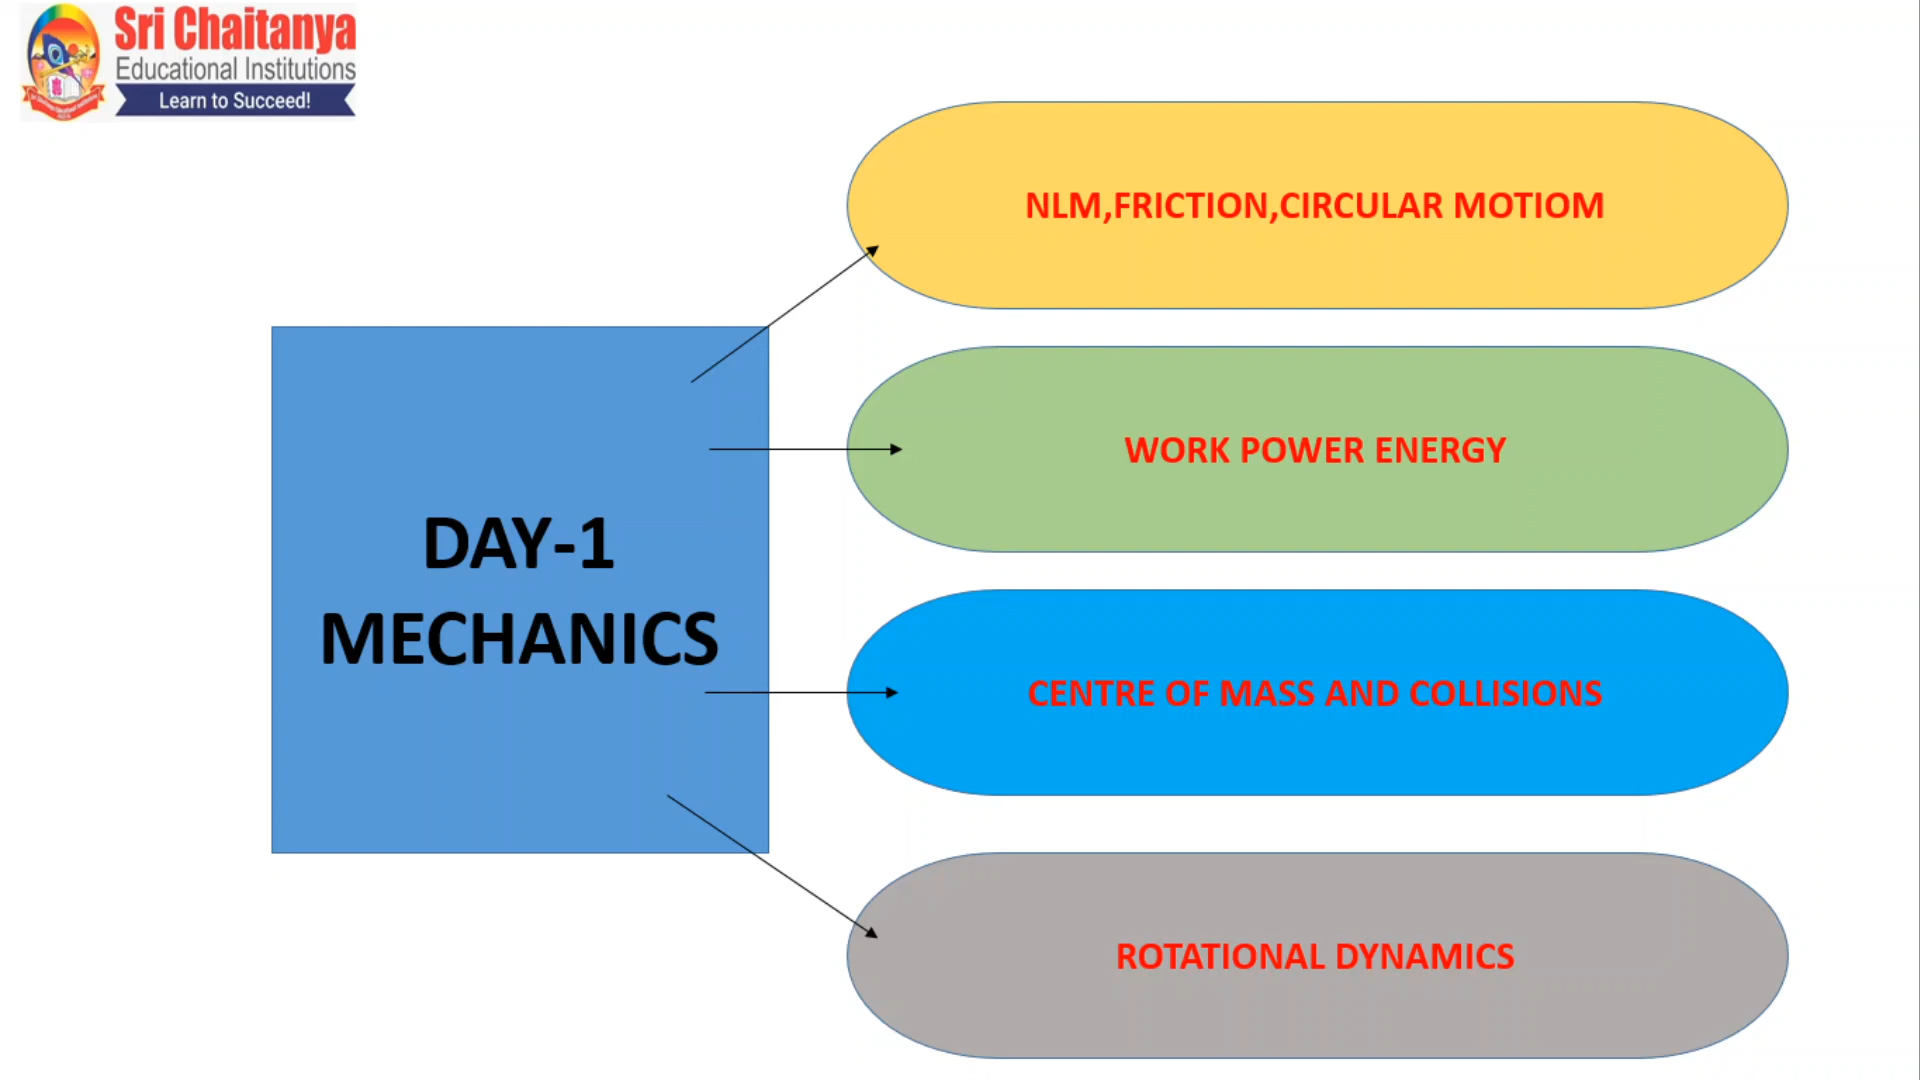 Sri Chaitanya
Educational Institutions
Learn to Succeed!
NLM,FRICTION,CIRCULAR MOTIOM
WORK POWER ENERGY
DAY-1
MECHANICS
CENTRE OF MASS AND COLLISIONS
ROTATIONAL DYNAMICS